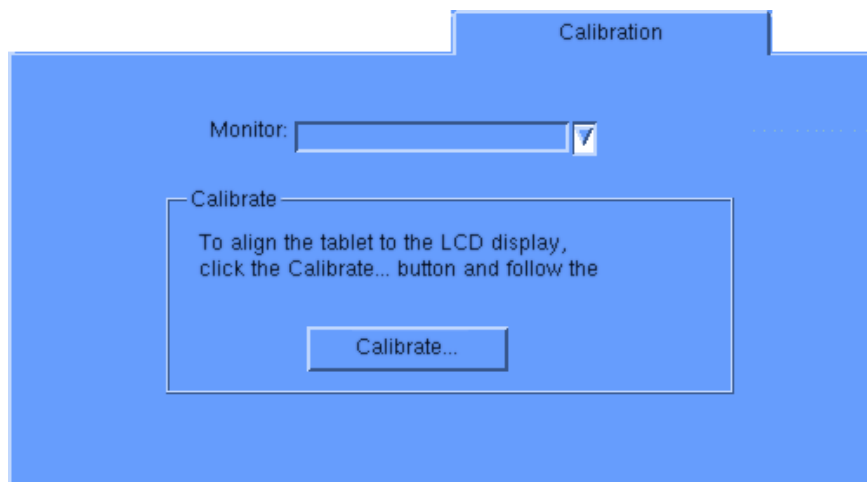 Calibration
Monitor:
Calibrate
To align the tablet to the LCD display,
click the Calibrate... button and follow the
Calibrate...